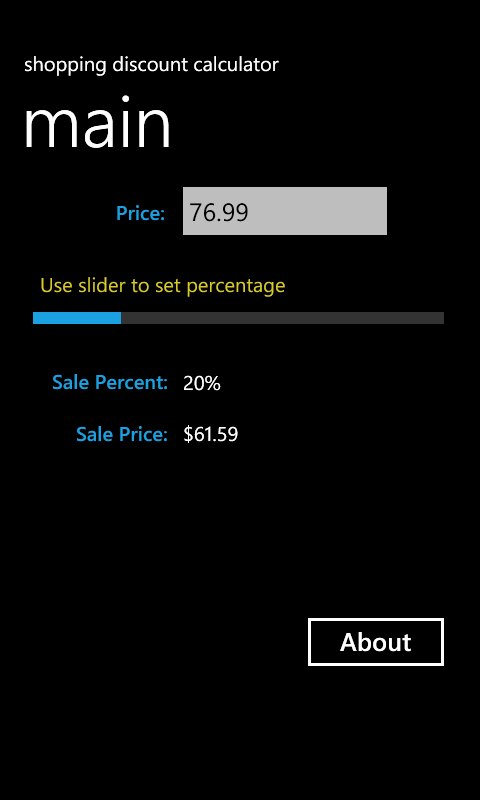 shopping discount calculator
main
Price: 76.99
Use slider to set percentage
Sale Percent: 20%
Sale Price: $61.59
About